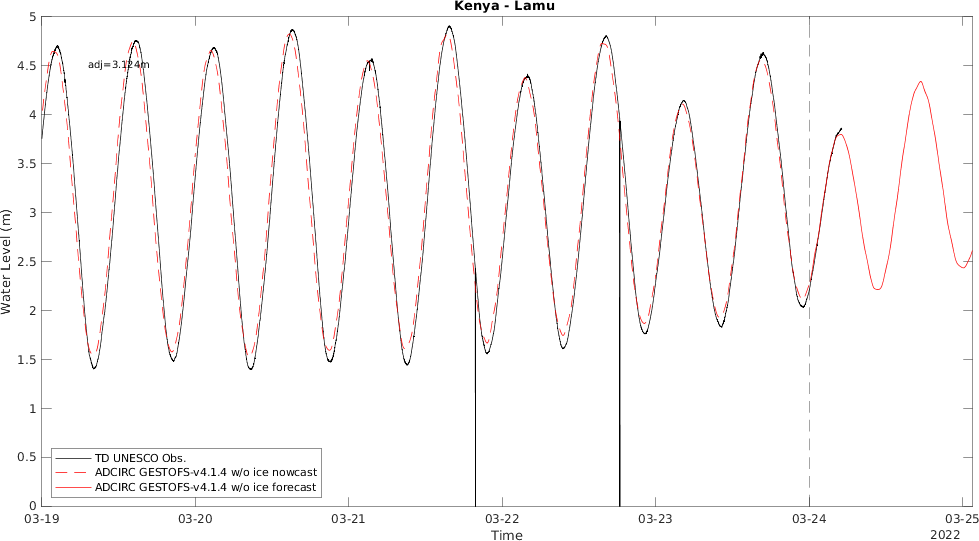 Kenya - Lamu
5
4.5
4
3.5
3
2.5
2
1.5
1
0.5
0
Water Level (m)
adj=3.124m
TD UNESCO Obs.
ADCIRC GESTOFS-v4.1.4 w/o ice nowcast
ADCIRC GESTOFS-v4.1.4 w/o ice forecast
03-19 03-20 03-21 03-22 03-23 03-24 03-25
Time
2022